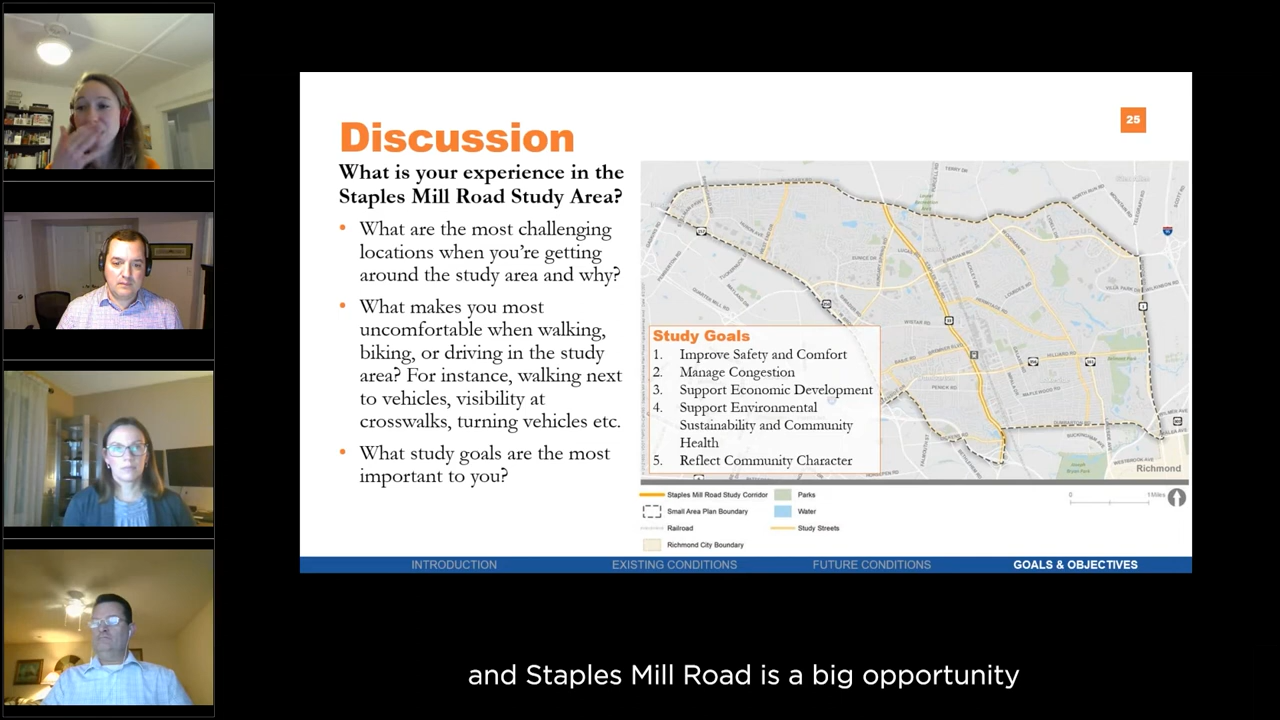 Discussion
25
What is your experience in the
Staples Mill Road Study Area?
• What are the most challenging
locations when you're getting
around the study area and why?
• What makes you most
uncomfortable when walking,
biking, or driving in the study
area? For instance, walking next
to vehicles, visibility at
crosswalks, turning vehicles etc.
• What study goals are the most
important to you?
Study Goals
1. Improve Safety and Comfort
2. Manage Congestion
3. Support Economic Development
4. Support Environmental
Sustainability and Community
Health
5. Reflect Community Character
Richmond
Staples Mill Road Study Corridor
Parks
Small Area Plan Boundary
Water
Railroad
Study Streets
Richmond City Boundary
0
1 Miles
INTRODUCTION
EXISTING CONDITIONS
FUTURE CONDITIONS
GOALS & OBJECTIVES
and Staples Mill Road is a big opportunity